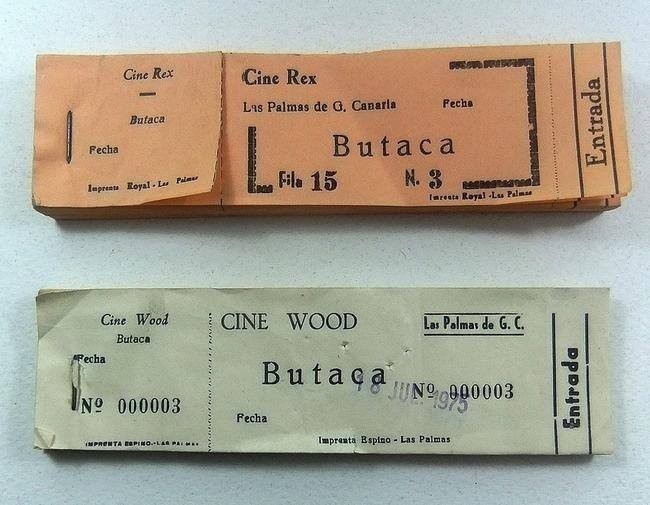 Cine Rex
Butaca
Fecha
Imprenta Royal - Las Palmas
Cine Rex
Las Palmas de G. Canaria Fecha
Butaca
Fila 15 N. 3
Imprenta Royal - Las Palmas
Entrada
Cine Wood
Butaca
Fecha
Nº 000003
IMPRENTA ESPINO.-LAS PALMAS
CINE WOOD Las Palmas de G. C.
Butaca Nº 000003
18 JUL. 1975
Fecha
Imprenta Espino - Las Palmas
Entrada